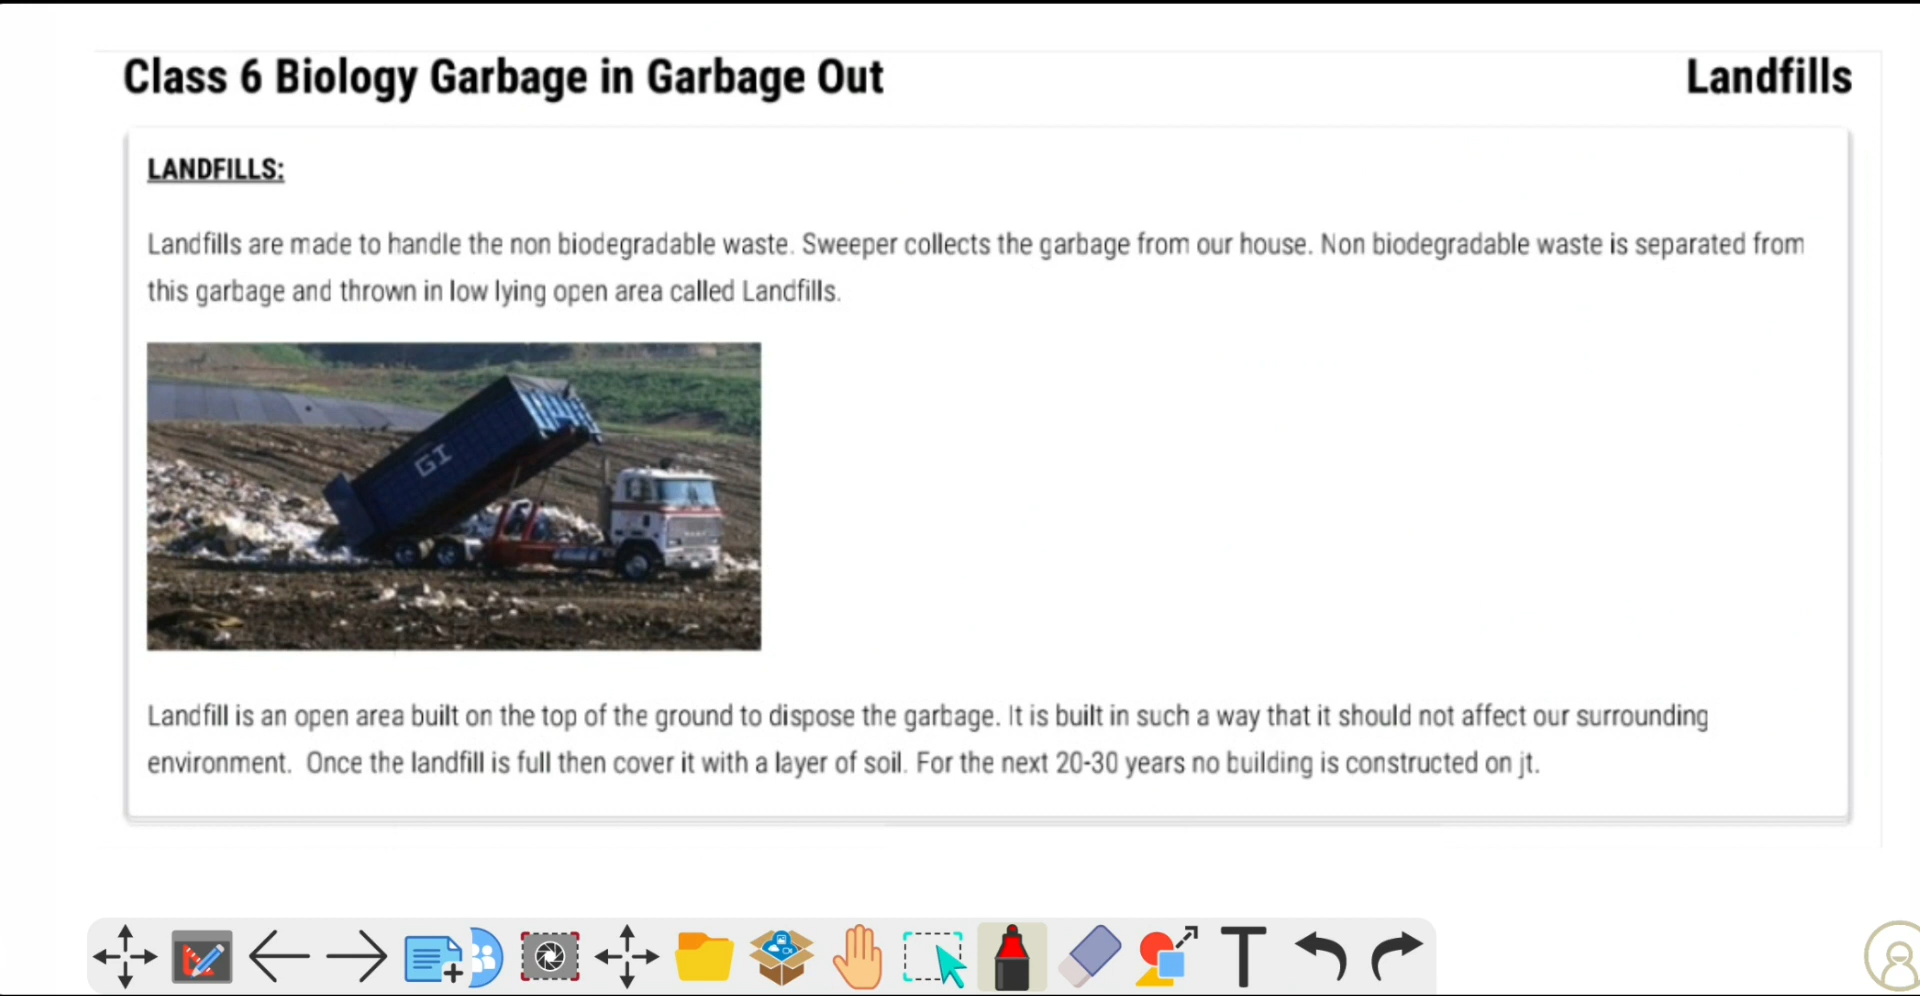 Class 6 Biology Garbage in Garbage Out
Landfills
LANDFILLS:
Landfills are made to handle the non biodegradable waste. Sweeper collects the garbage from our house. Non biodegradable waste is separated from
this garbage and thrown in low lying open area called Landfills.
GI
Landfill is an open area built on the top of the ground to dispose the garbage. It is built in such a way that it should not affect our surrounding
environment. Once the landfill is full then cover it with a layer of soil. For the next 20-30 years no building is constructed on jt.
T